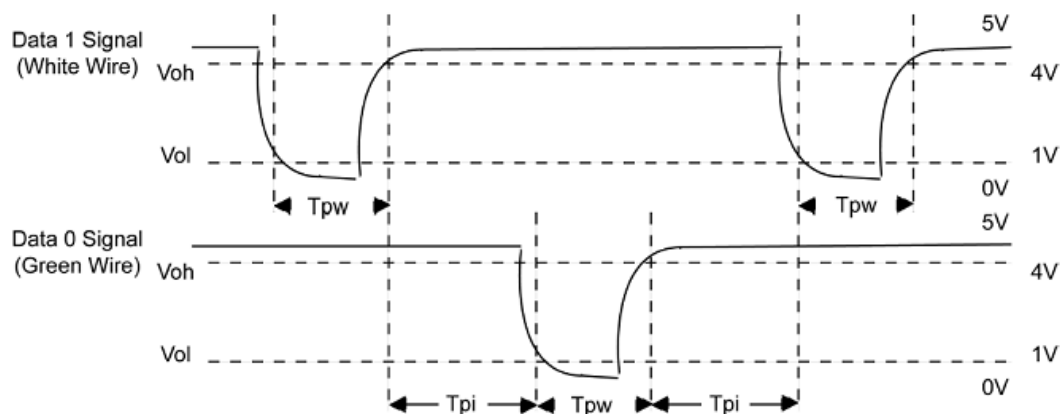 5V
Data 1 Signal
(White Wire)
Voh
4V
Vol
1V
0V
Tpw
Tpw
5V
Data 0 Signal
(Green Wire)
Voh
4V
Vol
1V
0V
Tpi
Tpw
Tpi